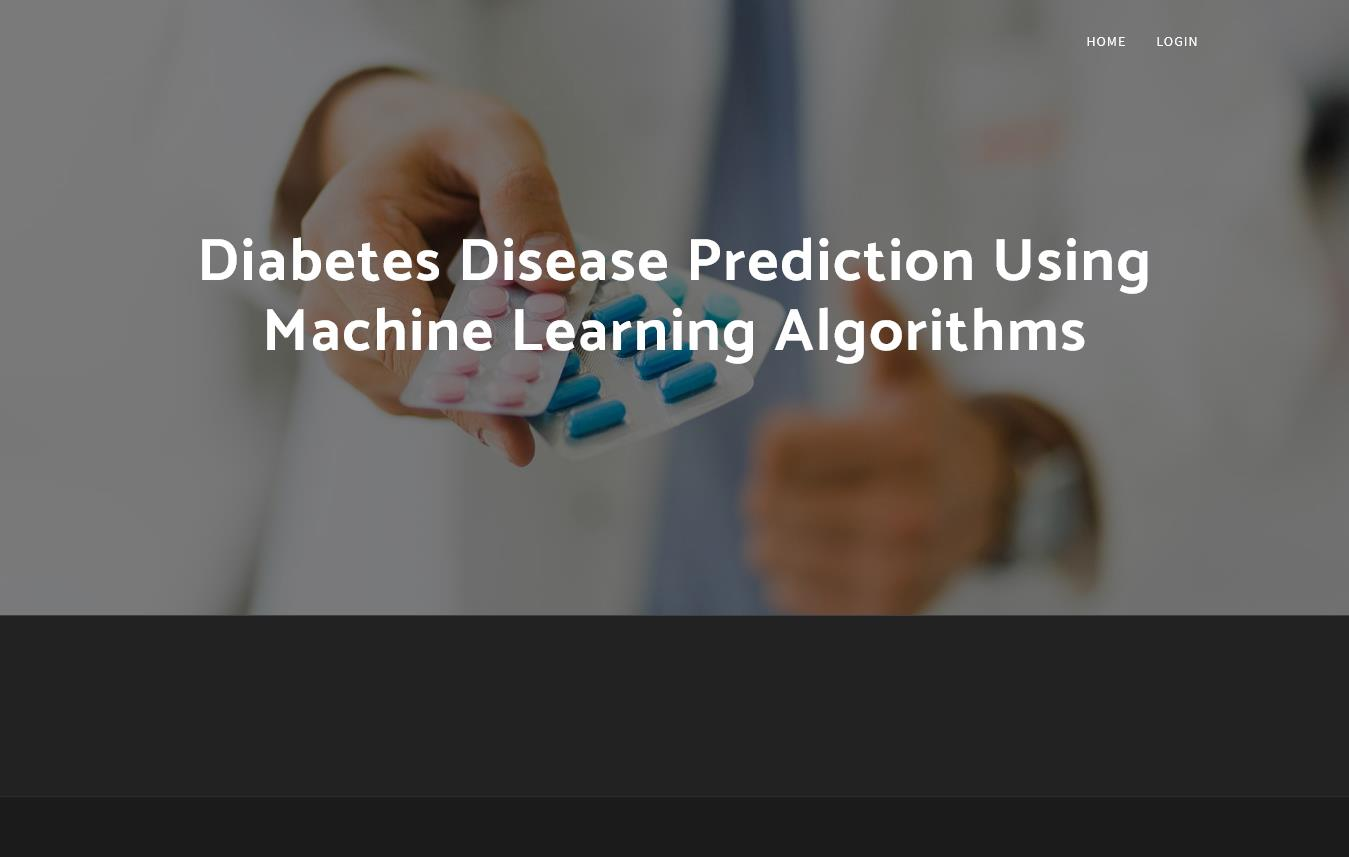 HOME LOGIN
Diabetes Disease Prediction Using
Machine Learning Algorithms